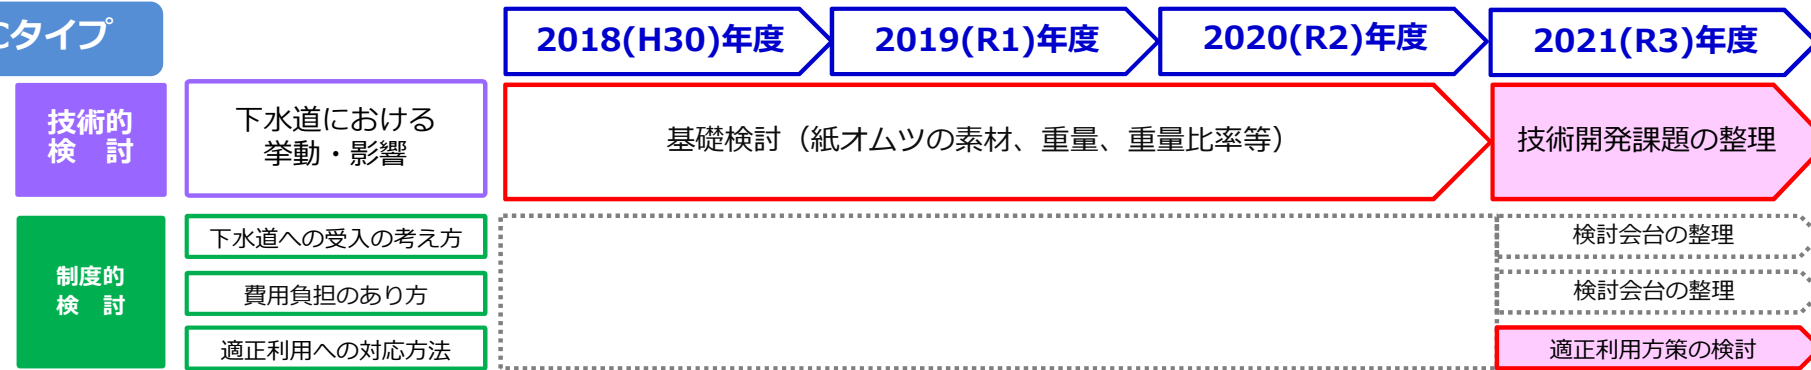 Cタイプ
2018(H30)年度
2019(R1)年度
2020(R2)年度
2021(R3)年度
技術的
検　討
下水道における
挙動・影響
基礎検討（紙オムツの素材、重量、重量比率等）
技術開発課題の整理
制度的
検　討
下水道への受入の考え方
検討会台の整理
費用負担のあり方
検討会台の整理
適正利用への対応方法
適正利用方策の検討